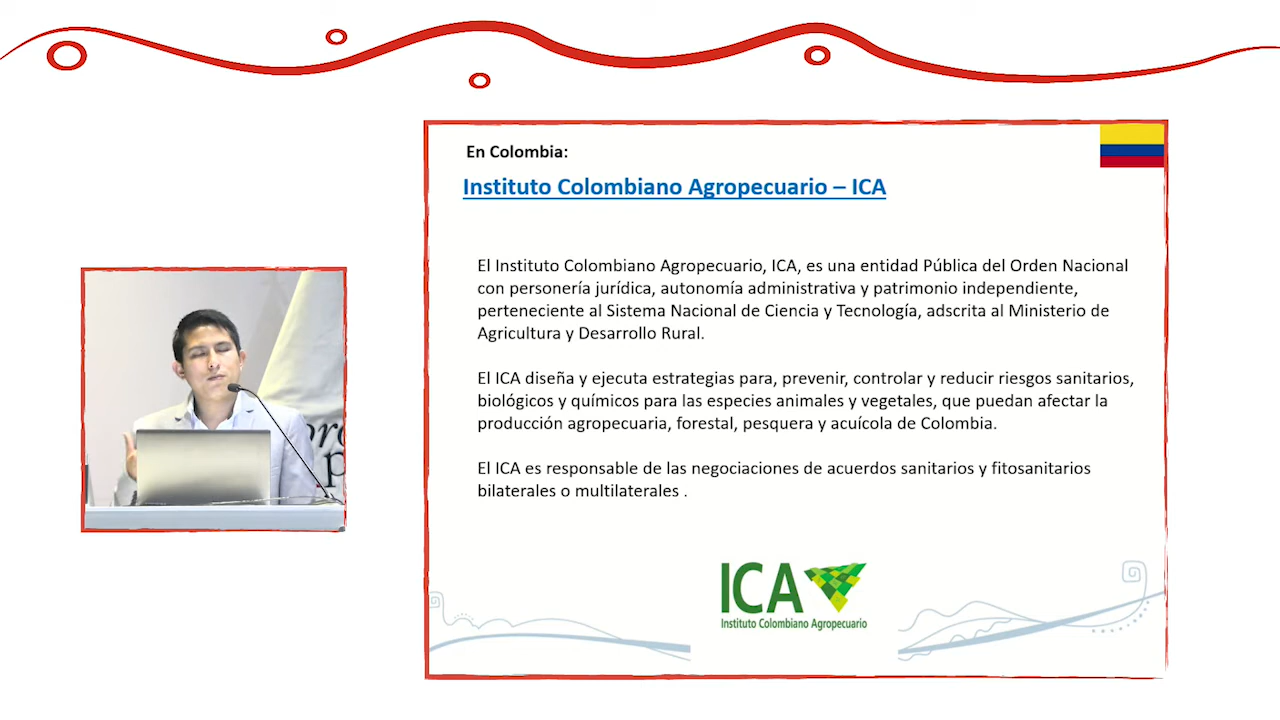 En Colombia:
Instituto Colombiano Agropecuario – ICA
El Instituto Colombiano Agropecuario, ICA, es una entidad Pública del Orden Nacional
con personería jurídica, autonomía administrativa y patrimonio independiente,
perteneciente al Sistema Nacional de Ciencia y Tecnología, adscrita al Ministerio de
Agricultura y Desarrollo Rural.
El ICA diseña y ejecuta estrategias para, prevenir, controlar y reducir riesgos sanitarios,
biológicos y químicos para las especies animales y vegetales, que puedan afectar la
producción agropecuaria, forestal, pesquera y acuícola de Colombia.
El ICA es responsable de las negociaciones de acuerdos sanitarios y fitosanitarios
bilaterales o multilaterales .
ICA
Instituto Colombiano Agropecuario